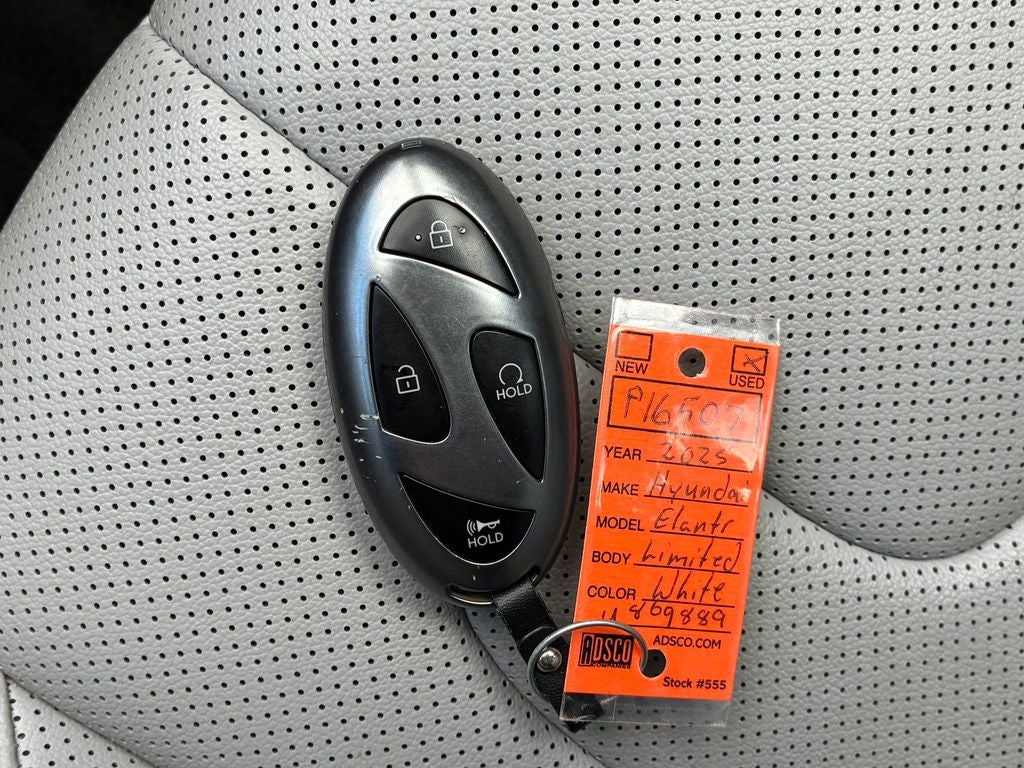 HOLD
HOLD
NEW
USED
P16507
YEAR 2025
MAKE Hyundai
MODEL Elantr
BODY Limited
COLOR White
U869889
ADSCO
ADSCO.COM
Stock #555